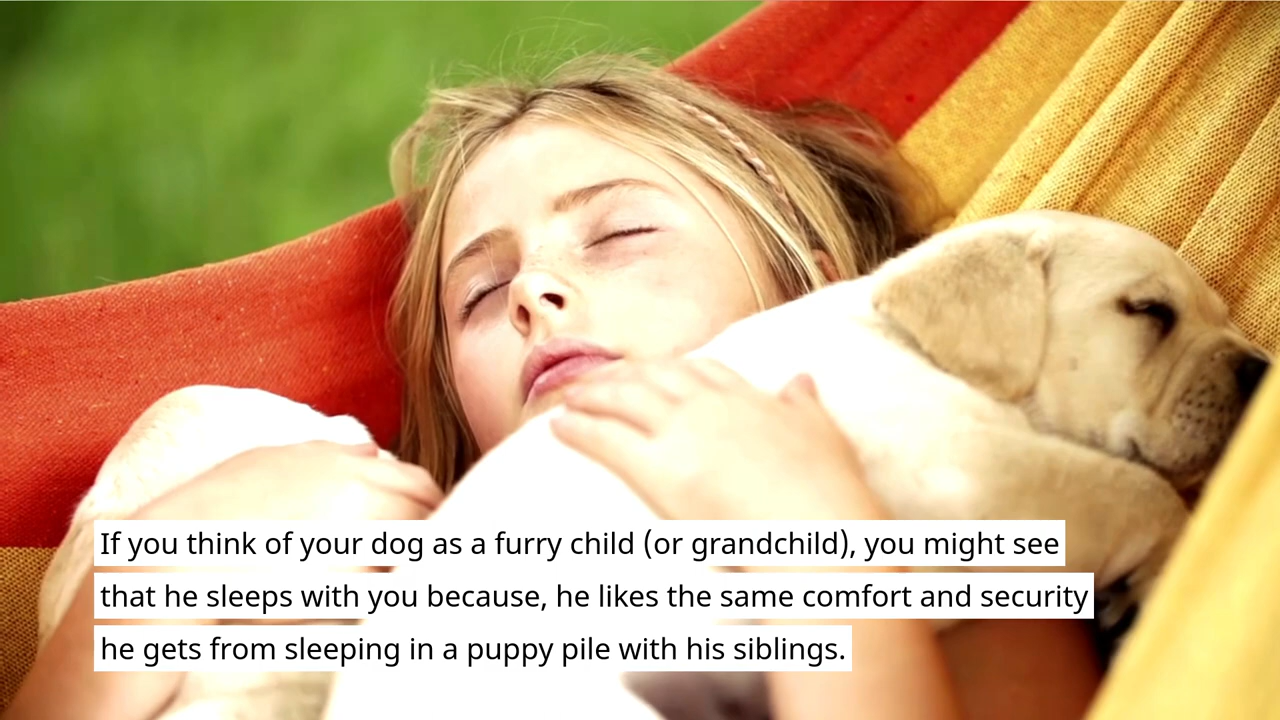 If you think of your dog as a furry child (or grandchild), you might see
that he sleeps with you because, he likes the same comfort and security
he gets from sleeping in a puppy pile with his siblings.